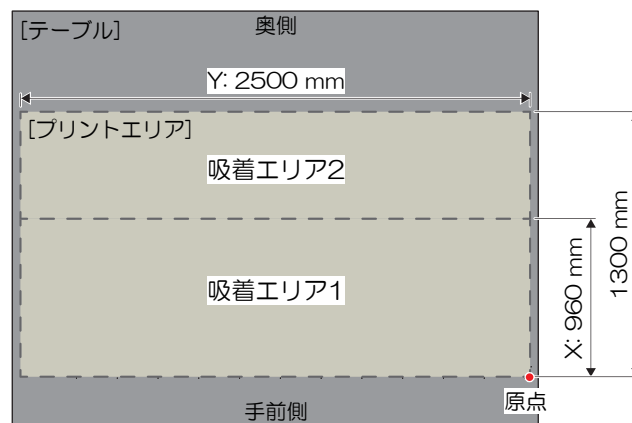 [テーブル]
奥側
Y: 2500 mm
[プリントエリア]
吸着エリア2
吸着エリア1
X: 960 mm
1300 mm
原点
手前側